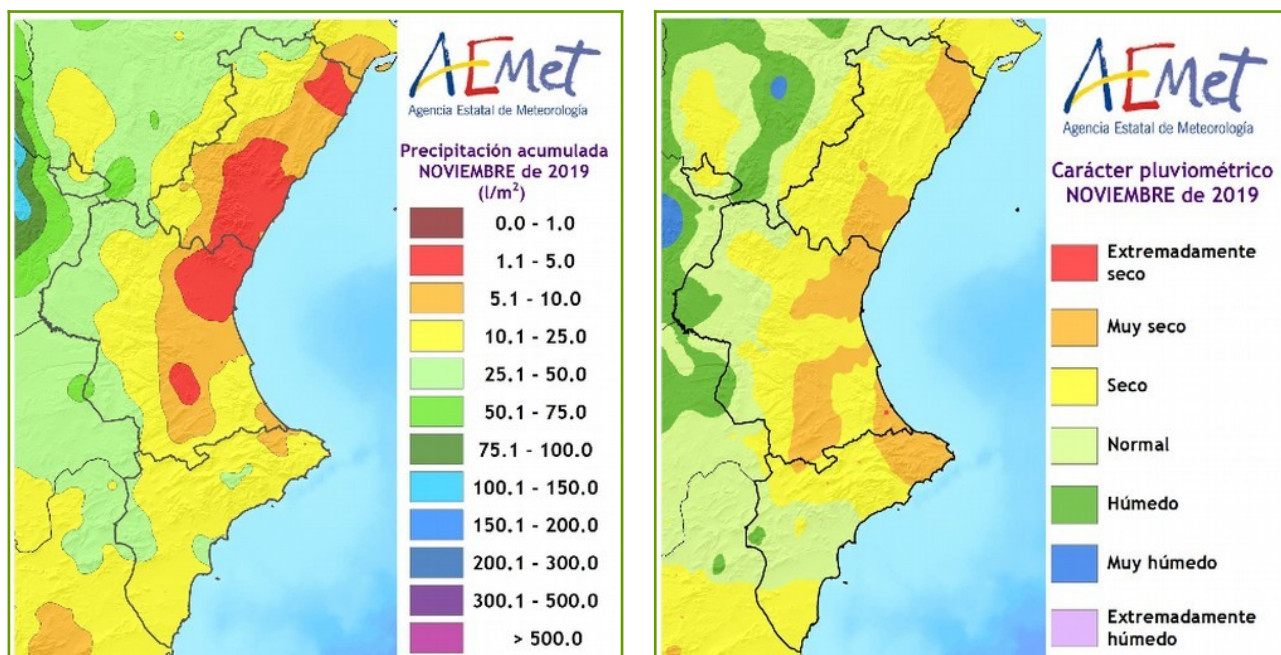 AEMet
Agencia Estatal de Meteorología
Precipitación acumulada
NOVIEMBRE de 2019
(l/m²)
0.0 - 1.0
1.1 - 5.0
5.1 - 10.0
10.1 - 25.0
25.1 - 50.0
50.1 - 75.0
75.1 - 100.0
100.1 - 150.0
150.1 - 200.0
200.1 - 300.0
300.1 - 500.0
> 500.0
AEMet
Agencia Estatal de Meteorología
Carácter pluviométrico
NOVIEMBRE de 2019
Extremadamente
seco
Muy seco
Seco
Normal
Húmedo
Muy húmedo
Extremadamente
húmedo